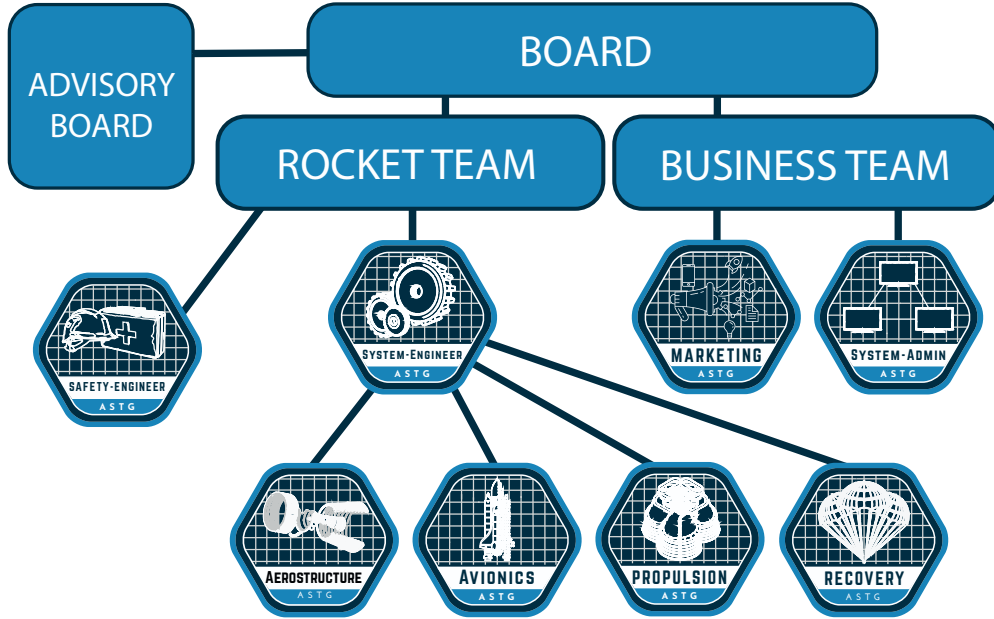 ADVISORY
BOARD
BOARD
ROCKET TEAM
BUSINESS TEAM
SAFETY-ENGINEER
ASTG
SYSTEM-ENGINEER
ASTG
MARKETING
ASTG
SYSTEM-ADMIN
ASTG
AEROSTRUCTURE
ASTG
AVIONICS
ASTG
PROPULSION
ASTG
RECOVERY
ASTG